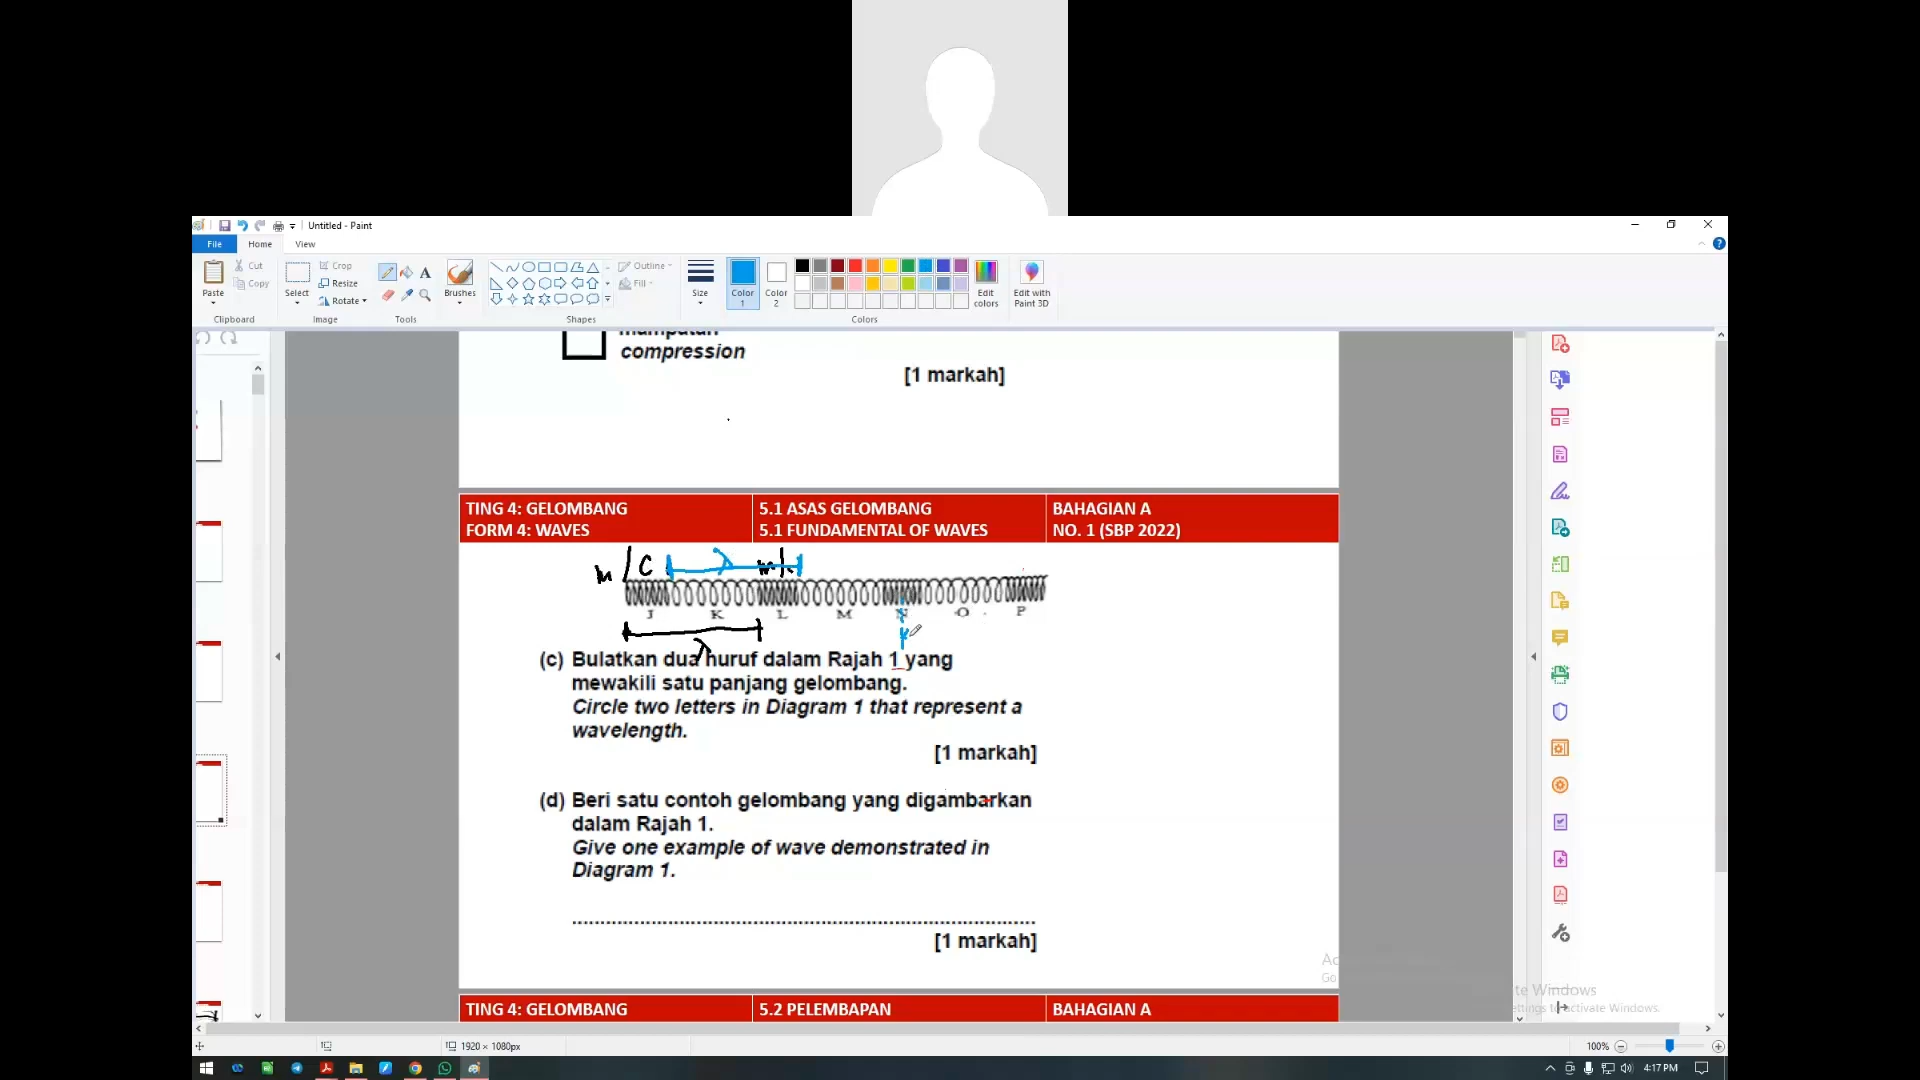 Untitled - Paint
File Home View
Paste Cut Copy Clipboard
Select Crop Resize Rotate Image
Tools
Brushes
Shapes Outline Fill
Size
Color 1 Color 2
Colors
Edit colors
Edit with Paint 3D
mampatan
compression
[1 markah]
TING 4: GELOMBANG 5.1 ASAS GELOMBANG BAHAGIAN A
FORM 4: WAVES 5.1 FUNDAMENTAL OF WAVES NO. 1 (SBP 2022)
C λ
J K L M N O P
λ
(c) Bulatkan dua huruf dalam Rajah 1 yang
mewakili satu panjang gelombang.
Circle two letters in Diagram 1 that represent a
wavelength.
[1 markah]
(d) Beri satu contoh gelombang yang digambarkan
dalam Rajah 1.
Give one example of wave demonstrated in
Diagram 1.
[1 markah]
TING 4: GELOMBANG 5.2 PELEMBAPAN BAHAGIAN A
1920 × 1080px
100%
4:17 PM